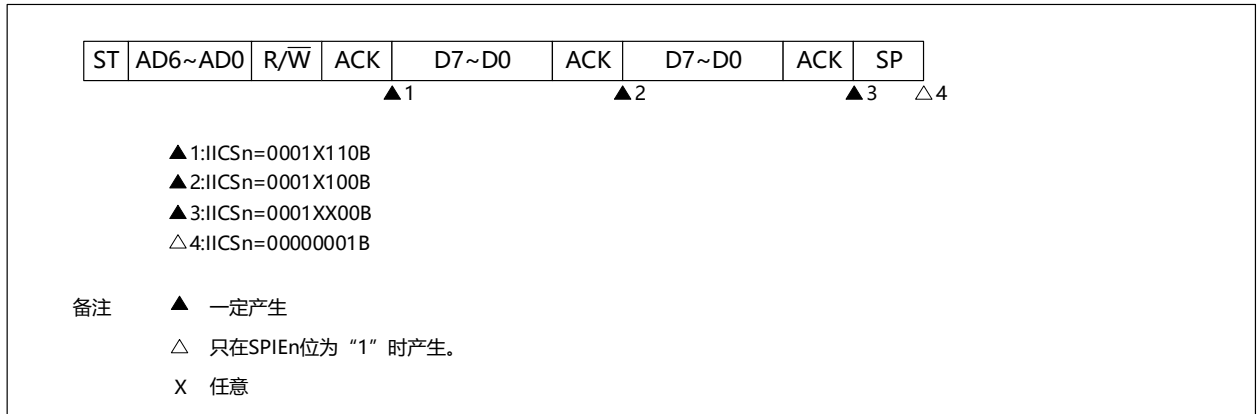 ST AD6~AD0 R/W̅ ACK D7~D0 ACK D7~D0 ACK SP
▲1 ▲2 ▲3 △4
▲1:IICSn=0001X110B
▲2:IICSn=0001X100B
▲3:IICSn=0001XX00B
△4:IICSn=00000001B
备注 ▲ 一定产生
△ 只在SPIEn位为“1”时产生。
X 任意